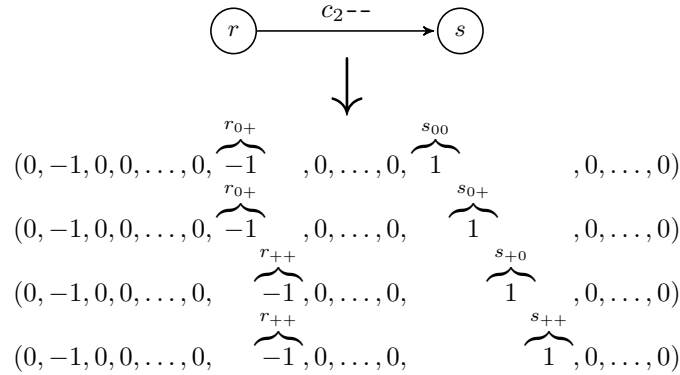 c₂--
r s
r₀₊ s₀₀
(0, −1, 0, 0, …, 0, −1 , 0, …, 0, 1 , 0, …, 0)
r₀₊ s₀₊
(0, −1, 0, 0, …, 0, −1 , 0, …, 0, 1 , 0, …, 0)
r₊₊ s₊₀
(0, −1, 0, 0, …, 0, −1, 0, …, 0, 1 , 0, …, 0)
r₊₊ s₊₊
(0, −1, 0, 0, …, 0, −1, 0, …, 0, 1, 0, …, 0)